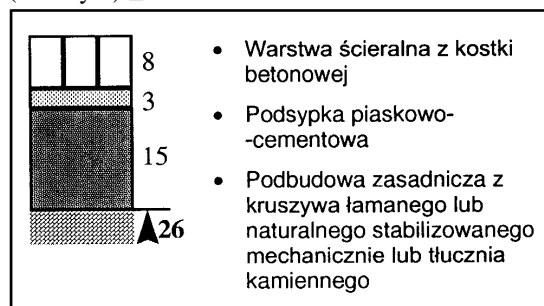 8
3
15
26
• Warstwa ścieralna z kostki
betonowej
• Podsypka piaskowo-
-cementowa
• Podbudowa zasadnicza z
kruszywa łamanego lub
naturalnego stabilizowanego
mechanicznie lub tłucznia
kamiennego